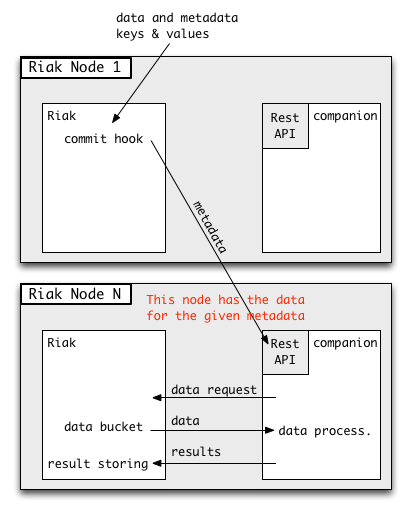 data and metadata
keys & values
Riak Node 1
Riak
commit hook
Rest
API
companion
metadata
Riak Node N
This node has the data
for the given metadata
Riak
Rest
API
companion
data request
data bucket
data
data process.
result storing
results